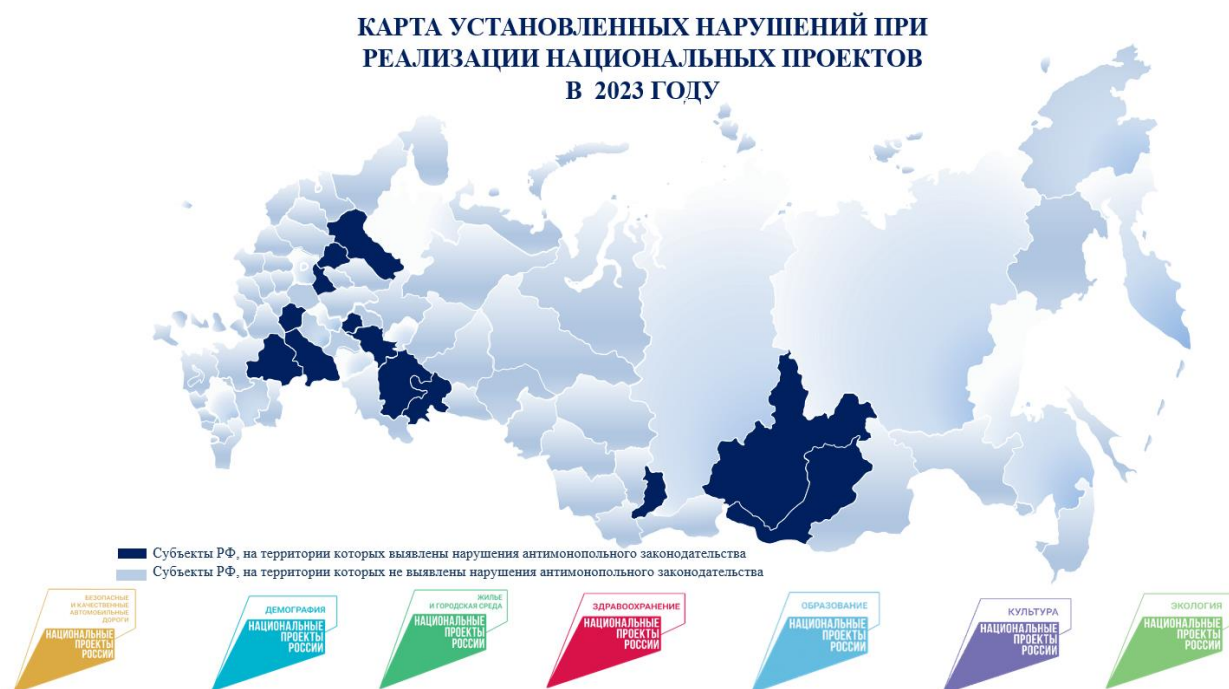 КАРТА УСТАНОВЛЕННЫХ НАРУШЕНИЙ ПРИ
РЕАЛИЗАЦИИ НАЦИОНАЛЬНЫХ ПРОЕКТОВ
В 2023 ГОДУ
Субъекты РФ, на территории которых выявлены нарушения антимонопольного законодательства
Субъекты РФ, на территории которых не выявлены нарушения антимонопольного законодательства
БЕЗОПАСНЫЕ
И КАЧЕСТВЕННЫЕ
АВТОМОБИЛЬНЫЕ
ДОРОГИ
НАЦИОНАЛЬНЫЕ
ПРОЕКТЫ
РОССИИ
ДЕМОГРАФИЯ
НАЦИОНАЛЬНЫЕ
ПРОЕКТЫ
РОССИИ
ЖИЛЬЕ
И ГОРОДСКАЯ СРЕДА
НАЦИОНАЛЬНЫЕ
ПРОЕКТЫ
РОССИИ
ЗДРАВООХРАНЕНИЕ
НАЦИОНАЛЬНЫЕ
ПРОЕКТЫ
РОССИИ
ОБРАЗОВАНИЕ
НАЦИОНАЛЬНЫЕ
ПРОЕКТЫ
РОССИИ
КУЛЬТУРА
НАЦИОНАЛЬНЫЕ
ПРОЕКТЫ
РОССИИ
ЭКОЛОГИЯ
НАЦИОНАЛЬНЫЕ
ПРОЕКТЫ
РОССИИ